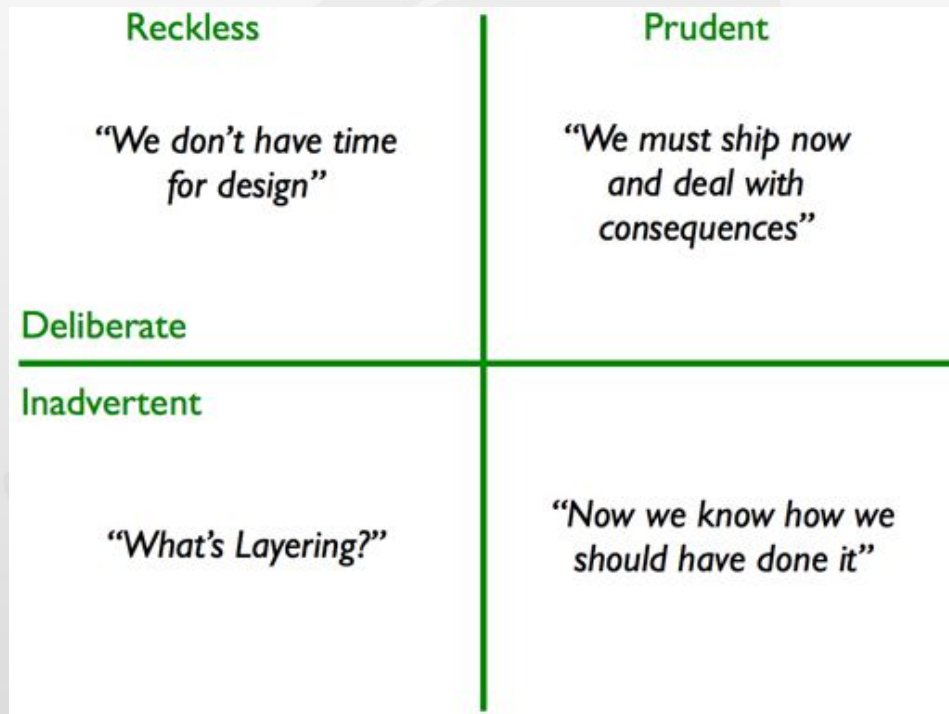 Reckless
Prudent
“We don’t have time
for design”
“We must ship now
and deal with
consequences”
Deliberate
Inadvertent
“What’s Layering?”
“Now we know how we
should have done it”